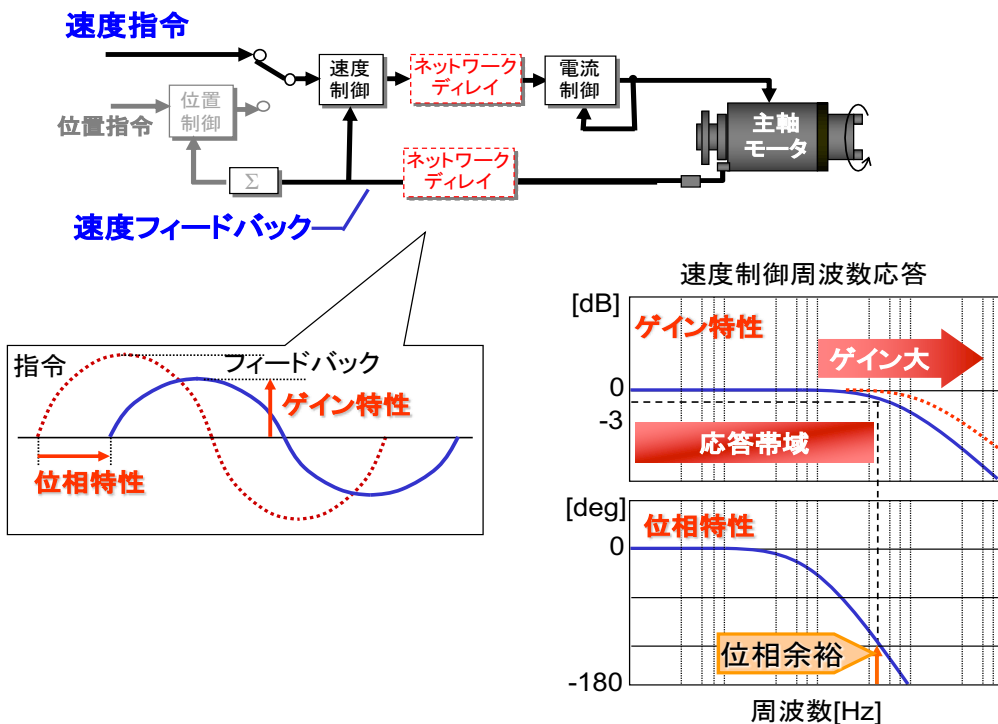 速度指令
位置指令
位置
制御
速度
制御
ネットワーク
ディレイ
電流
制御
主軸
モータ
Σ
ネットワーク
ディレイ
速度フィードバック
指令
フィードバック
ゲイン特性
位相特性
速度制御周波数応答
[dB]
ゲイン特性
ゲイン大
0
-3
応答帯域
[deg]
位相特性
0
位相余裕
-180
周波数[Hz]